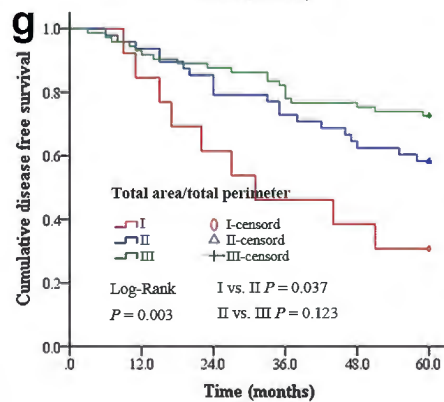 g
Cumulative disease free survival
1.0
0.8
0.6
0.4
0.2
0.0
Total area/total perimeter
I I-censord
II II-censord
III III-censord
Log-Rank I vs. II P = 0.037
P = 0.003 II vs. III P = 0.123
.0 12.0 24.0 36.0 48.0 60.0
Time (months)